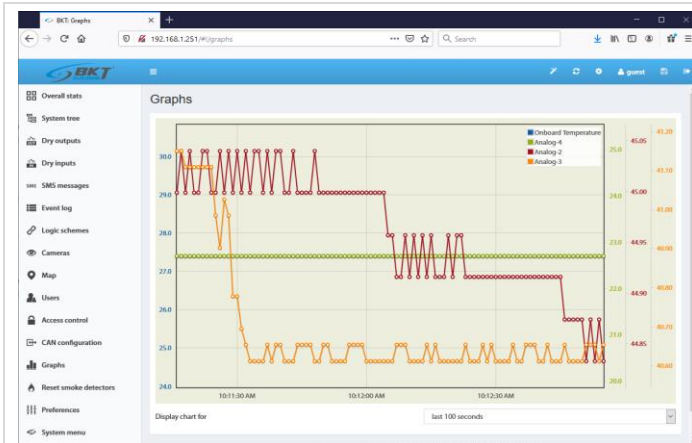 BKT: Graphs
192.168.1.251/#!/graphs
Search
BKT
guest
Overall stats
System tree
Dry outputs
Dry inputs
SMS SMS messages
Event log
Logic schemes
Cameras
Map
Users
Access control
CAN configuration
Graphs
Reset smoke detectors
Preferences
System menu
Graphs
Onboard Temperature
Analog-4
Analog-2
Analog-3
30.0
29.0
28.0
27.0
26.0
25.0
24.0
25.0
24.0
23.0
22.0
21.0
20.0
45.05
45.00
44.95
44.90
44.85
41.20
41.10
41.00
40.90
40.80
40.70
40.60
10:11:30 AM
10:12:00 AM
10:12:30 AM
Display chart for
last 100 seconds